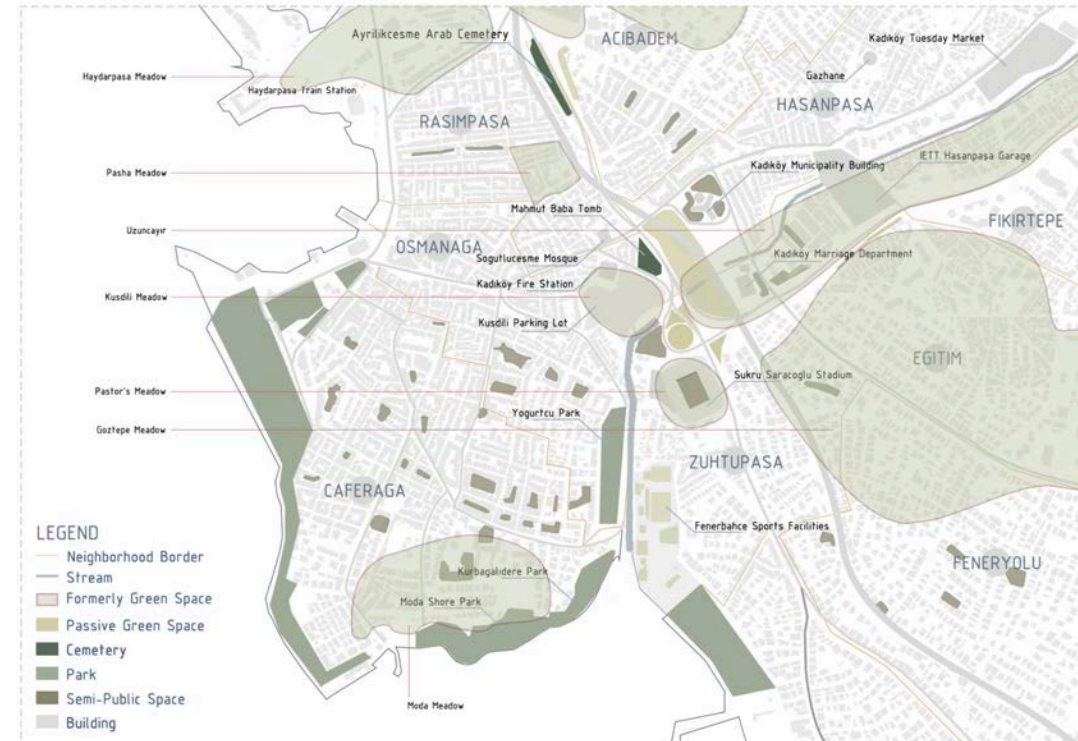 Ayrilikcesme Arab Cemetery
ACIBADEM
Kadıköy Tuesday Market
Haydarpasa Meadow
Gazhane
Haydarpasa Train Station
HASANPASA
RASIMPASA
IETT Hasanpaşa Garage
Kadıköy Municipality Building
Pasha Meadow
Mahmut Baba Tomb
FIKIRTEPE
Uzuncayır
OSMANAGA
Sogutlucesme Mosque
Kadıköy Marriage Department
Kadıköy Fire Station
Kusdili Meadow
Kusdili Parking Lot
EGITIM
Sukru Saracoglu Stadium
Pastor's Meadow
Yogurtcu Park
Goztepe Meadow
ZUHTUPASA
CAFERAGA
Fenerbahce Sports Facilities
FENERYOLU
Kurbagalıdere Park
Moda Shore Park
Moda Meadow
LEGEND
Neighborhood Border
Stream
Formerly Green Space
Passive Green Space
Cemetery
Park
Semi-Public Space
Building